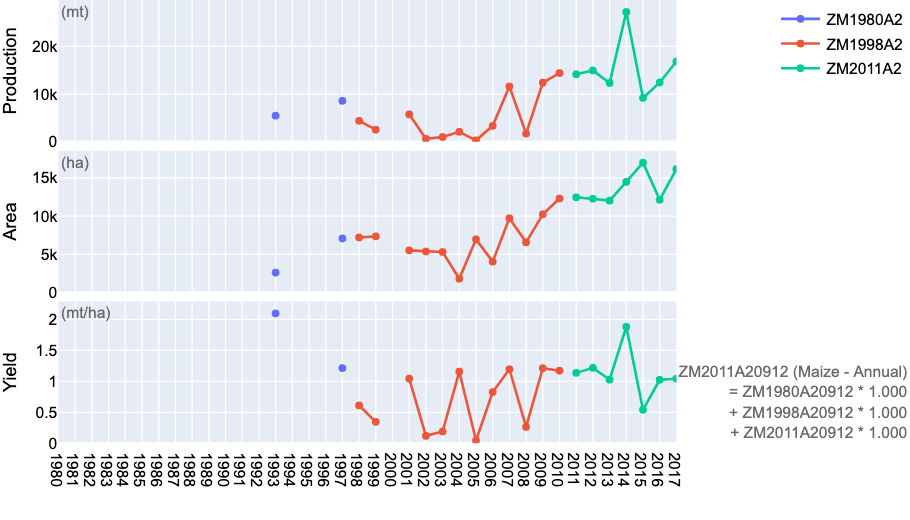 (mt)
Production
20k
10k
0
ZM1980A2
ZM1998A2
ZM2011A2
(ha)
Area
15k
10k
5k
0
(mt/ha)
Yield
2
1.5
1
0.5
0
ZM2011A20912 (Maize - Annual)
= ZM1980A20912 * 1.000
+ ZM1998A20912 * 1.000
+ ZM2011A20912 * 1.000
1980
1981
1982
1983
1984
1985
1986
1987
1988
1989
1990
1991
1992
1993
1994
1995
1996
1997
1998
1999
2000
2001
2002
2003
2004
2005
2006
2007
2008
2009
2010
2011
2012
2013
2014
2015
2016
2017